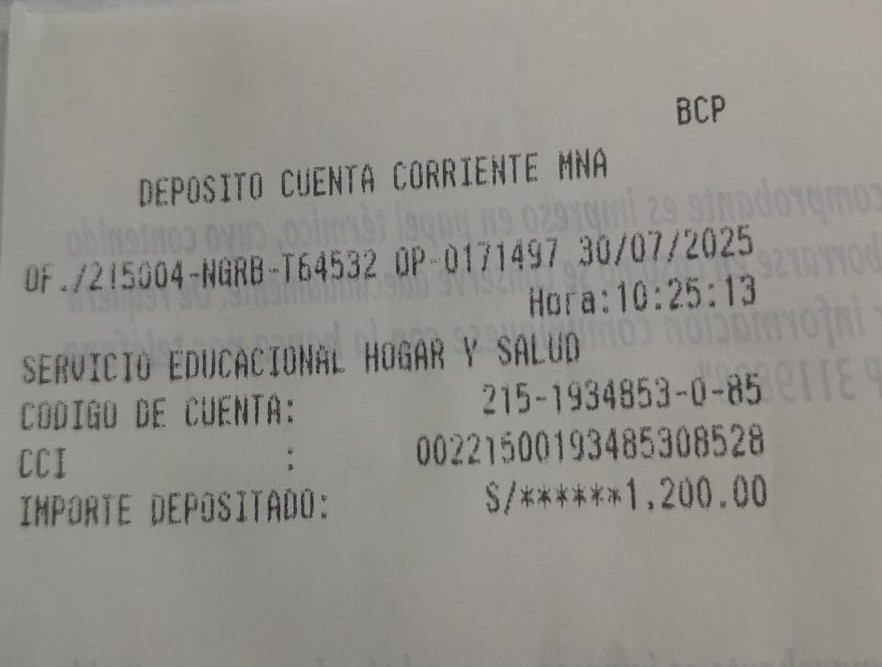 BCP
DEPOSITO CUENTA CORRIENTE MNA
OF./215004-NGRB-T64532 OP-0171497 30/07/2025
Hora:10:25:13
SERVICIO EDUCACIONAL HOGAR Y SALUD
CODIGO DE CUENTA: 215-1934853-0-85
CCI : 00221500193485308528
IMPORTE DEPOSITADO: S/******1,200.00